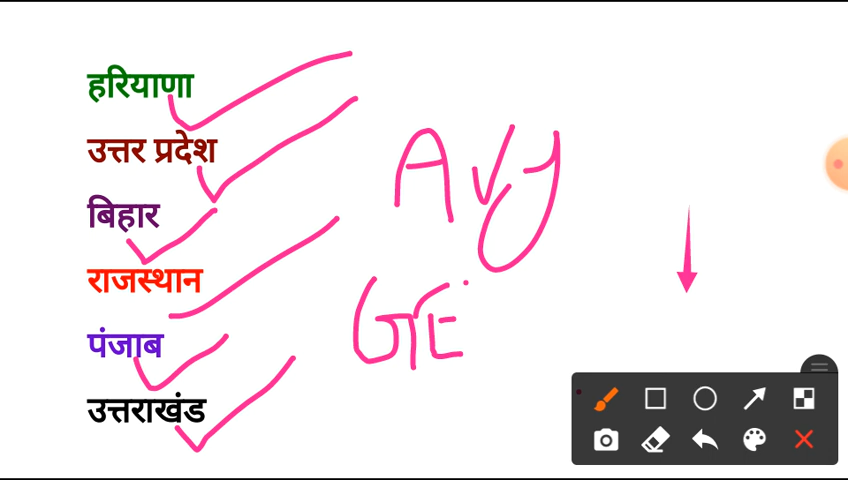 हरियाणा
उत्तर प्रदेश
बिहार
राजस्थान
पंजाब
उत्तराखंड
Avg
GE